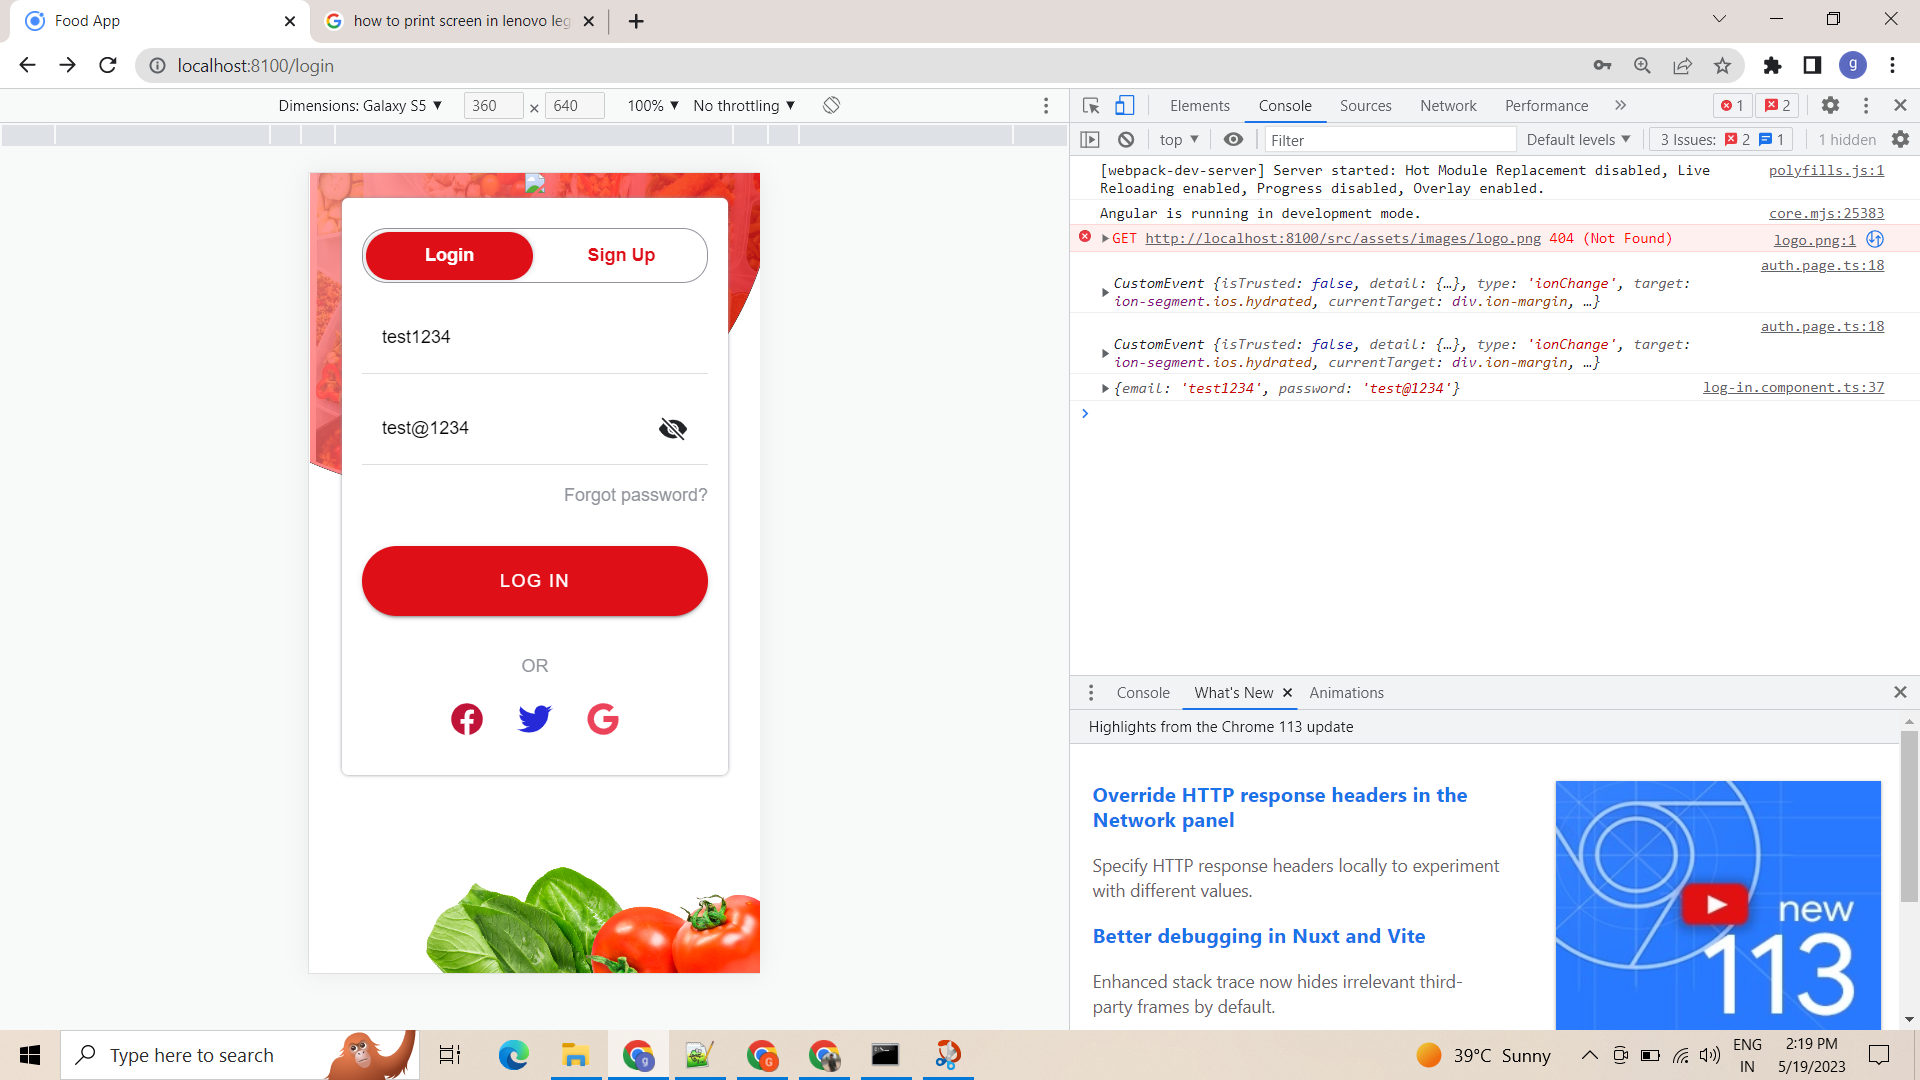 Food App
how to print screen in lenovo leg
localhost:8100/login
g
Dimensions: Galaxy S5 ▼ 360 × 640 100% ▼ No throttling ▼
Elements Console Sources Network Performance » 1 2
top ▼ Filter Default levels ▼ 3 Issues: 2 1 1 hidden
[webpack-dev-server] Server started: Hot Module Replacement disabled, Live polyfills.js:1
Reloading enabled, Progress disabled, Overlay enabled.
Angular is running in development mode. core.mjs:25383
GET http://localhost:8100/src/assets/images/logo.png 404 (Not Found) logo.png:1
auth.page.ts:18
CustomEvent {isTrusted: false, detail: {…}, type: 'ionChange', target:
ion-segment.ios.hydrated, currentTarget: div.ion-margin, …}
auth.page.ts:18
CustomEvent {isTrusted: false, detail: {…}, type: 'ionChange', target:
ion-segment.ios.hydrated, currentTarget: div.ion-margin, …}
{email: 'test1234', password: 'test@1234'} log-in.component.ts:37
Login Sign Up
test1234
test@1234
Forgot password?
LOG IN
OR
Console What's New Animations
Highlights from the Chrome 113 update
Override HTTP response headers in the
Network panel
Specify HTTP response headers locally to experiment
with different values.
Better debugging in Nuxt and Vite
Enhanced stack trace now hides irrelevant third-
party frames by default.
new
113
Type here to search
39°C Sunny
ENG
IN
2:19 PM
5/19/2023